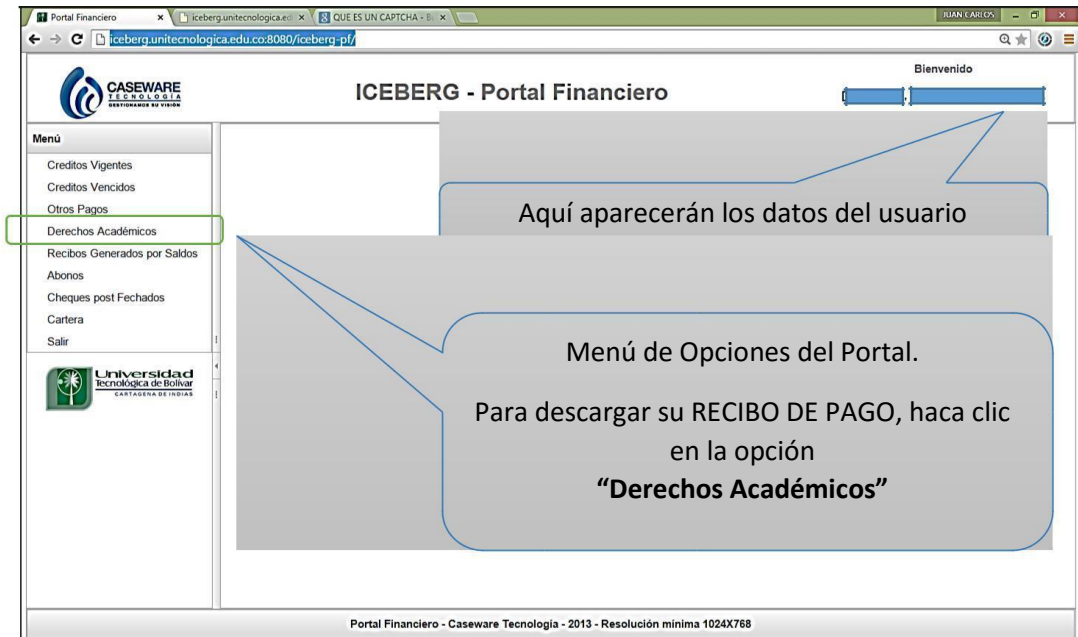 Portal Financiero
iceberg.unitecnologica.ed
QUE ES UN CAPTCHA - B
JUAN CARLOS
iceberg.unitecnologica.edu.co:8080/iceberg-pf/
CASEWARE
TECNOLOGÍA
GESTIONAMOS SU VISIÓN
ICEBERG - Portal Financiero
Bienvenido
Menú
Creditos Vigentes
Creditos Vencidos
Otros Pagos
Derechos Académicos
Recibos Generados por Saldos
Abonos
Cheques post Fechados
Cartera
Salir
Universidad
Tecnológica de Bolívar
CARTAGENA DE INDIAS
Aquí aparecerán los datos del usuario
Menú de Opciones del Portal.
Para descargar su RECIBO DE PAGO, haca clic
en la opción
“Derechos Académicos”
Portal Financiero - Caseware Tecnología - 2013 - Resolución mínima 1024X768